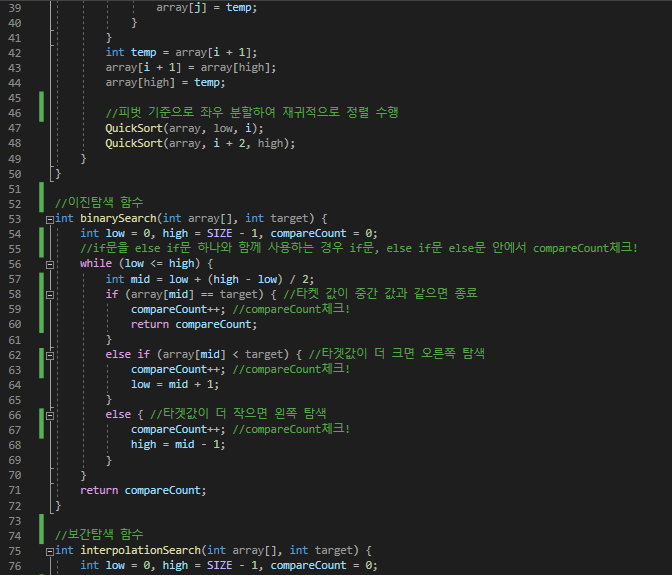 39 array[j] = temp;
40 }
41 }
42 int temp = array[i + 1];
43 array[i + 1] = array[high];
44 array[high] = temp;
45
46 //피벗 기준으로 좌우 분할하여 재귀적으로 정렬 수행
47 QuickSort(array, low, i);
48 QuickSort(array, i + 2, high);
49 }
50 }
51
52 //이진탐색 함수
53 int binarySearch(int array[], int target) {
54 int low = 0, high = SIZE - 1, compareCount = 0;
55 //if문을 else if문 하나와 함께 사용하는 경우 if문, else if문 else문 안에서 compareCount체크!
56 while (low <= high) {
57 int mid = low + (high - low) / 2;
58 if (array[mid] == target) { //타켓 값이 중간 값과 같으면 종료
59 compareCount++; //compareCount체크!
60 return compareCount;
61 }
62 else if (array[mid] < target) { //타겟값이 더 크면 오른쪽 탐색
63 compareCount++; //compareCount체크!
64 low = mid + 1;
65 }
66 else { //타겟값이 더 작으면 왼쪽 탐색
67 compareCount++; //compareCount체크!
68 high = mid - 1;
69 }
70 }
71 return compareCount;
72 }
73
74 //보간탐색 함수
75 int interpolationSearch(int array[], int target) {
76 int low = 0, high = SIZE - 1, compareCount = 0;